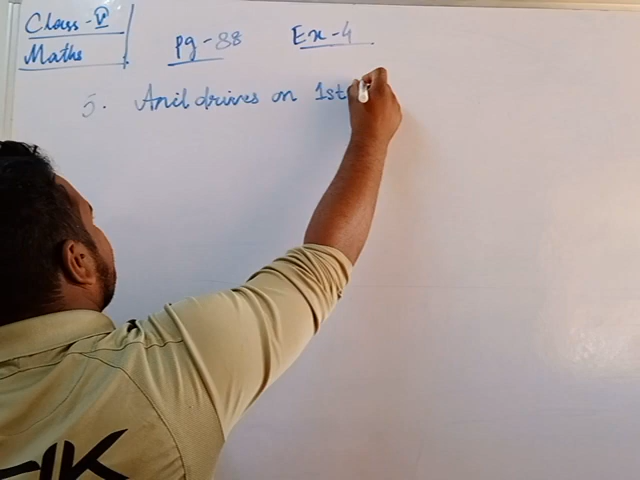 Class - V
Maths
Pg - 88
Ex - 4
5. Anil drives on 1st